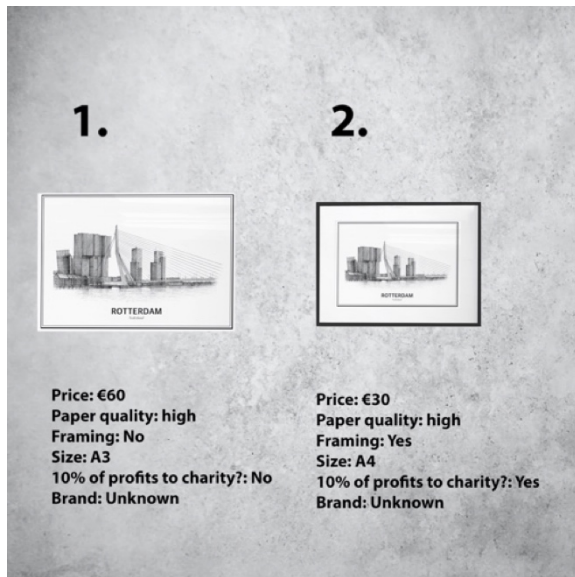 1.
2.
ROTTERDAM
ROTTERDAM
Price: €60
Paper quality: high
Framing: No
Size: A3
10% of profits to charity?: No
Brand: Unknown
Price: €30
Paper quality: high
Framing: Yes
Size: A4
10% of profits to charity?: Yes
Brand: Unknown